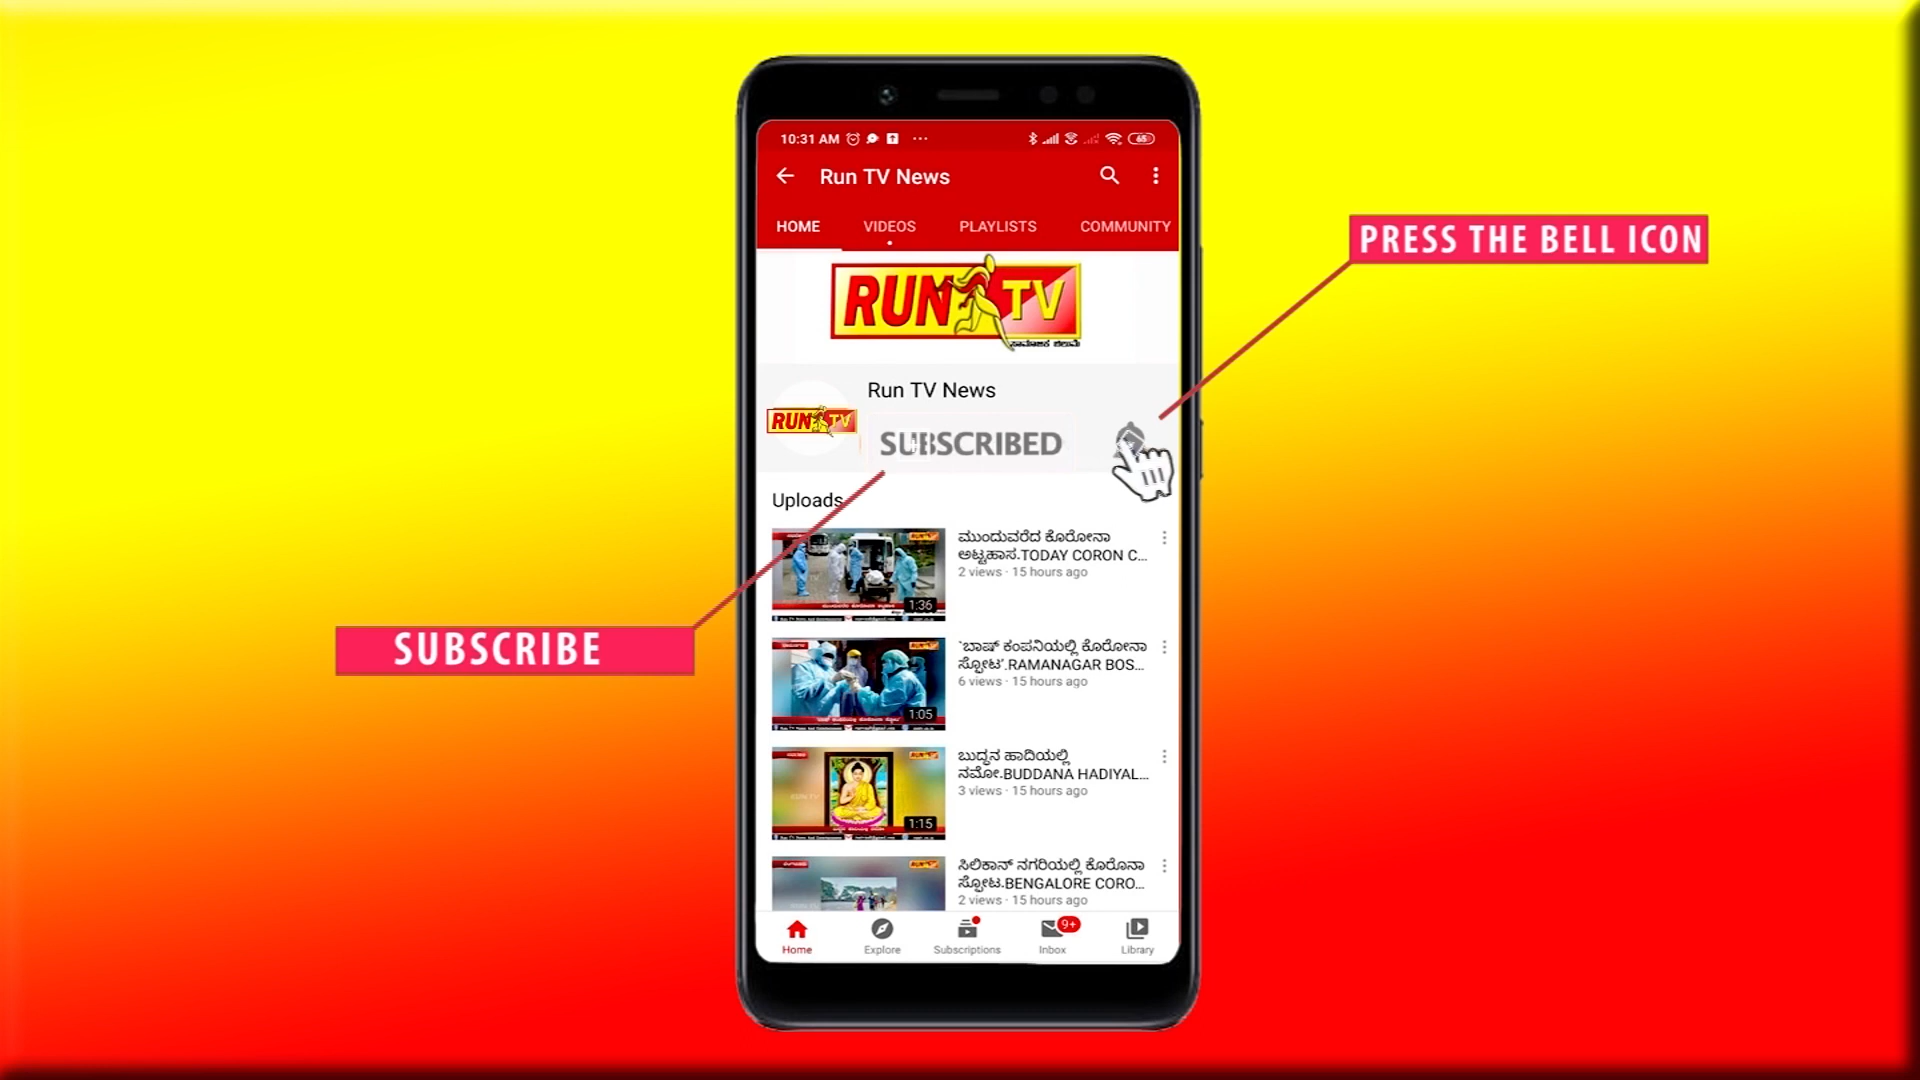 10:31 AM
65
Run TV News
HOME VIDEOS PLAYLISTS COMMUNITY
PRESS THE BELL ICON
RUN TV
ಸಾಮಾಜಿಕ ಚಿಲುಮೆ
Run TV News
RUN TV
SUBSCRIBED
Uploads
ಮುಂದುವರೆದ ಕೊರೋನಾ
ಅಟ್ಟಹಾಸ.TODAY CORON C...
2 views · 15 hours ago
1:36
SUBSCRIBE
`ಬಾಷ್ ಕಂಪನಿಯಲ್ಲಿ ಕೊರೋನಾ
ಸ್ಫೋಟ'.RAMANAGAR BOS...
6 views · 15 hours ago
1:05
ಬುದ್ಧನ ಹಾದಿಯಲ್ಲಿ
ನಮೋ.BUDDANA HADIYAL...
3 views · 15 hours ago
1:15
ಸಿಲಿಕಾನ್ ನಗರಿಯಲ್ಲಿ ಕೊರೊನಾ
ಸ್ಫೋಟ.BENGALORE CORO...
2 views · 15 hours ago
9+
Home Explore Subscriptions Inbox Library